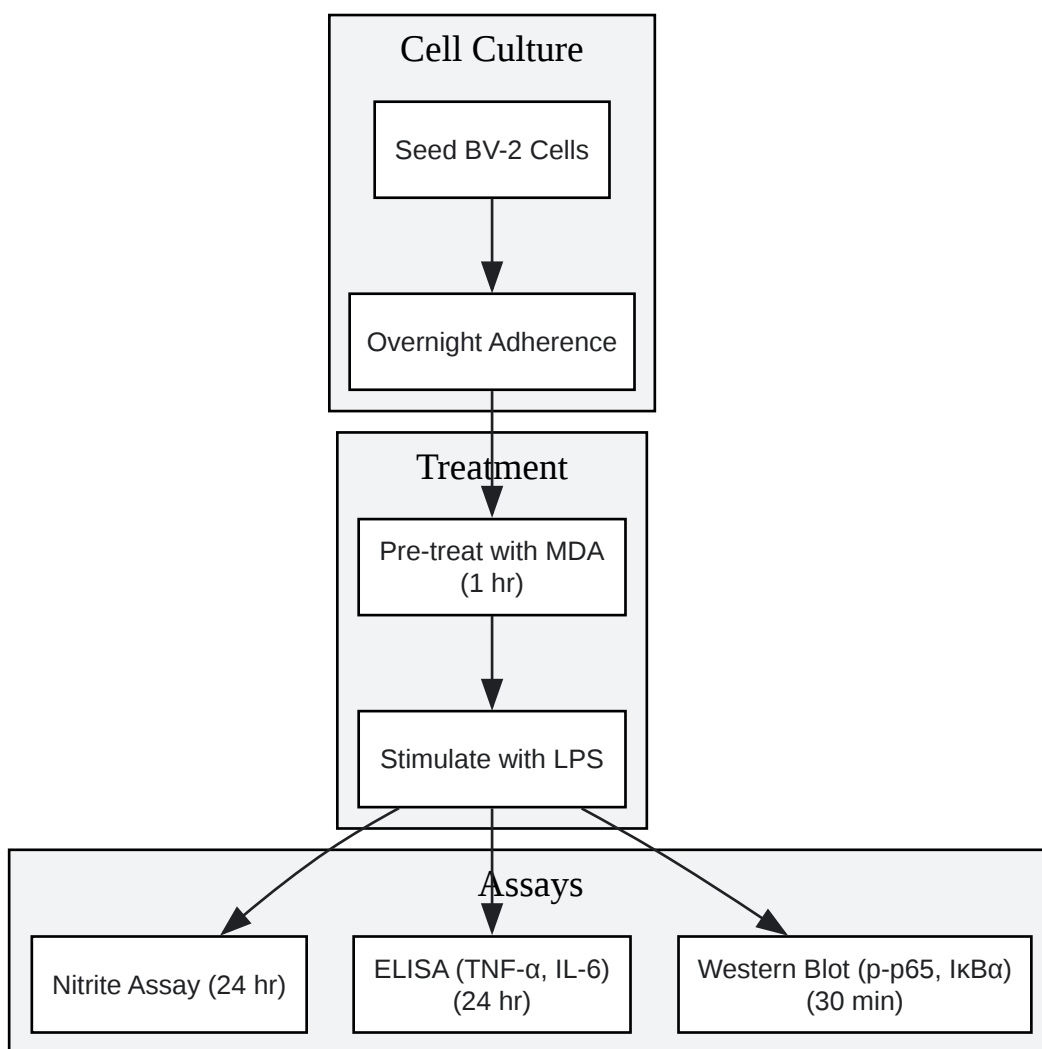 Cell Culture
Seed BV-2 Cells
Overnight Adherence
Treatment
Pre-treat with MDA
(1 hr)
Stimulate with LPS
Assays
Nitrite Assay (24 hr)
ELISA (TNF-α, IL-6)
(24 hr)
Western Blot (p-p65, IκBα)
(30 min)